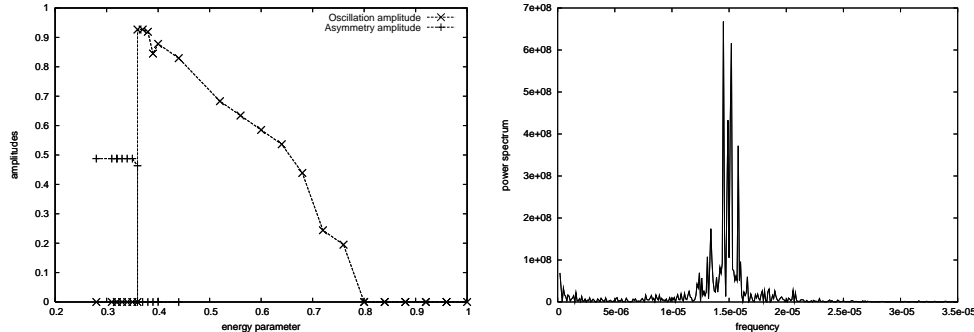 Oscillation amplitude
Asymmetry amplitude
amplitudes
1
0.9
0.8
0.7
0.6
0.5
0.4
0.3
0.2
0.1
0
0.2 0.3 0.4 0.5 0.6 0.7 0.8 0.9 1
energy parameter
power spectrum
7e+08
6e+08
5e+08
4e+08
3e+08
2e+08
1e+08
0
0 5e-06 1e-05 1.5e-05 2e-05 2.5e-05 3e-05 3.5e-05
frequency